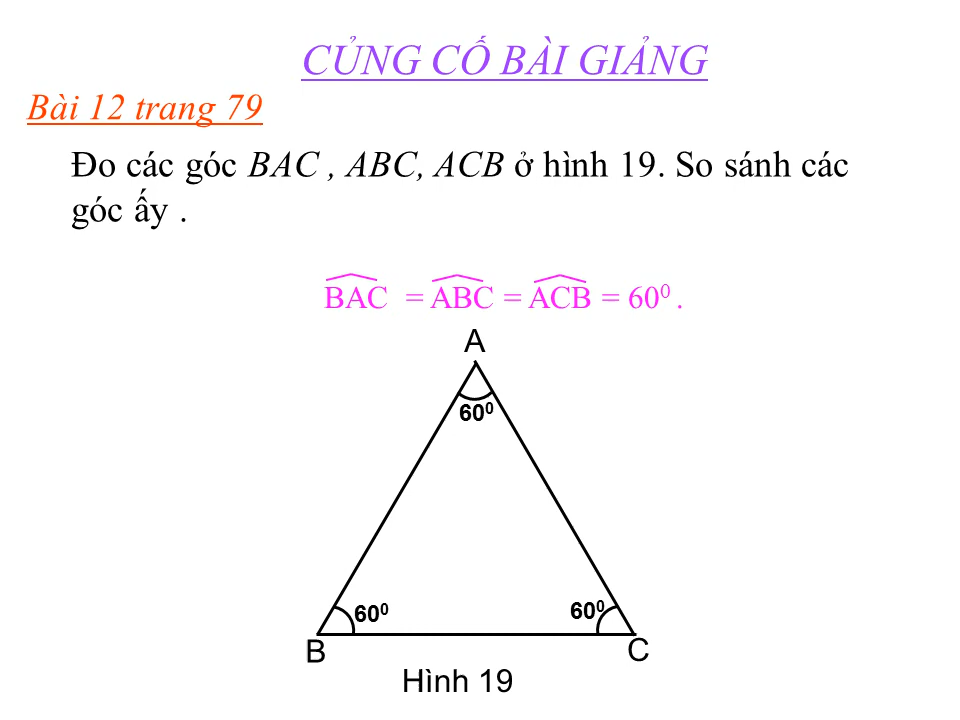 CỦNG CỐ BÀI GIẢNG
Bài 12 trang 79
Đo các góc BAC , ABC, ACB ở hình 19. So sánh các
góc ấy .
BAC = ABC = ACB = 60⁰ .
A
60⁰
60⁰
60⁰
B
C
Hình 19